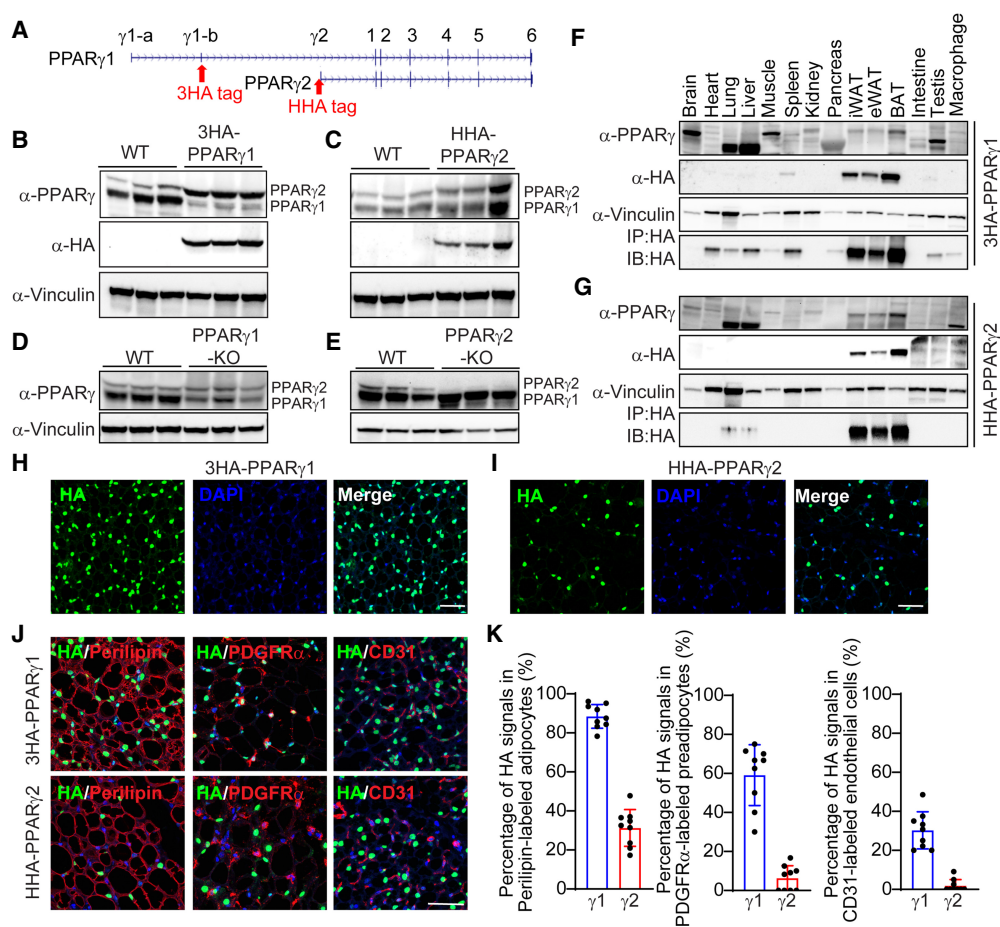 A
γ1-a γ1-b γ2 1 2 3 4 5 6
PPARγ1
PPARγ2
3HA tag
HHA tag
B
WT
3HA-
PPARγ1
α-PPARγ
PPARγ2
PPARγ1
α-HA
α-Vinculin
C
WT
HHA-
PPARγ2
PPARγ2
PPARγ1
D
WT
PPARγ1
-KO
α-PPARγ
PPARγ2
PPARγ1
α-Vinculin
E
WT
PPARγ2
-KO
PPARγ2
PPARγ1
F
Brain
Heart
Lung
Liver
Muscle
Spleen
Kidney
Pancreas
iWAT
eWAT
BAT
Intestine
Testis
Macrophage
α-PPARγ
α-HA
α-Vinculin
IP:HA
IB:HA
3HA-PPARγ1
G
α-PPARγ
α-HA
α-Vinculin
IP:HA
IB:HA
HHA-PPARγ2
H
3HA-PPARγ1
HA
DAPI
Merge
I
HHA-PPARγ2
HA
DAPI
Merge
J
3HA-PPARγ1
HA/Perilipin
HA/PDGFRα
HA/CD31
HHA-PPARγ2
HA/Perilipin
HA/PDGFRα
HA/CD31
K
Percentage of HA signals in
Perilipin-labeled adipocytes (%)
100
80
60
40
20
0
γ1 γ2
Percentage of HA signals in
PDGFRα-labeled preadipocytes (%)
100
80
60
40
20
0
γ1 γ2
Percentage of HA signals in
CD31-labeled endothelial cells (%)
100
80
60
40
20
0
γ1 γ2